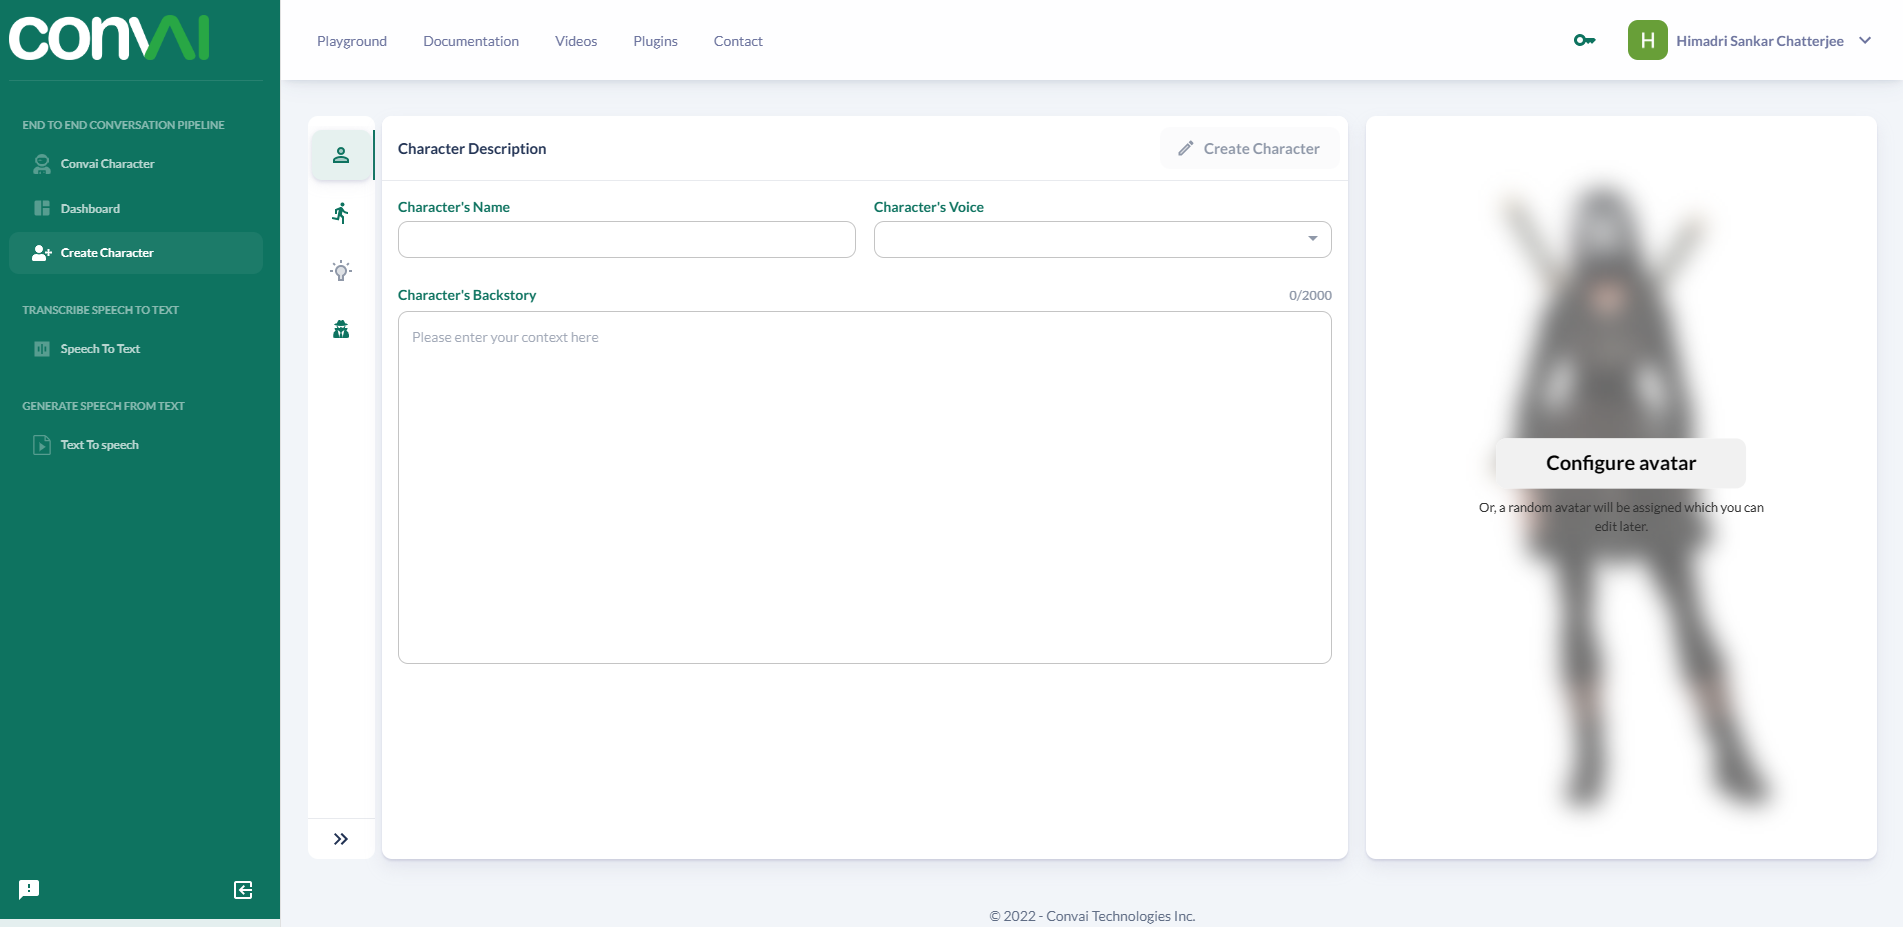 convAI
Playground
Documentation
Videos
Plugins
Contact
H
Himadri Sankar Chatterjee
END TO END CONVERSATION PIPELINE
Convai Character
Dashboard
Create Character
TRANSCRIBE SPEECH TO TEXT
Speech To Text
GENERATE SPEECH FROM TEXT
Text To speech
Character Description
Create Character
Character's Name
Character's Voice
Character's Backstory
0/2000
Please enter your context here
Configure avatar
Or, a random avatar will be assigned which you can
edit later.
© 2022 - Convai Technologies Inc.